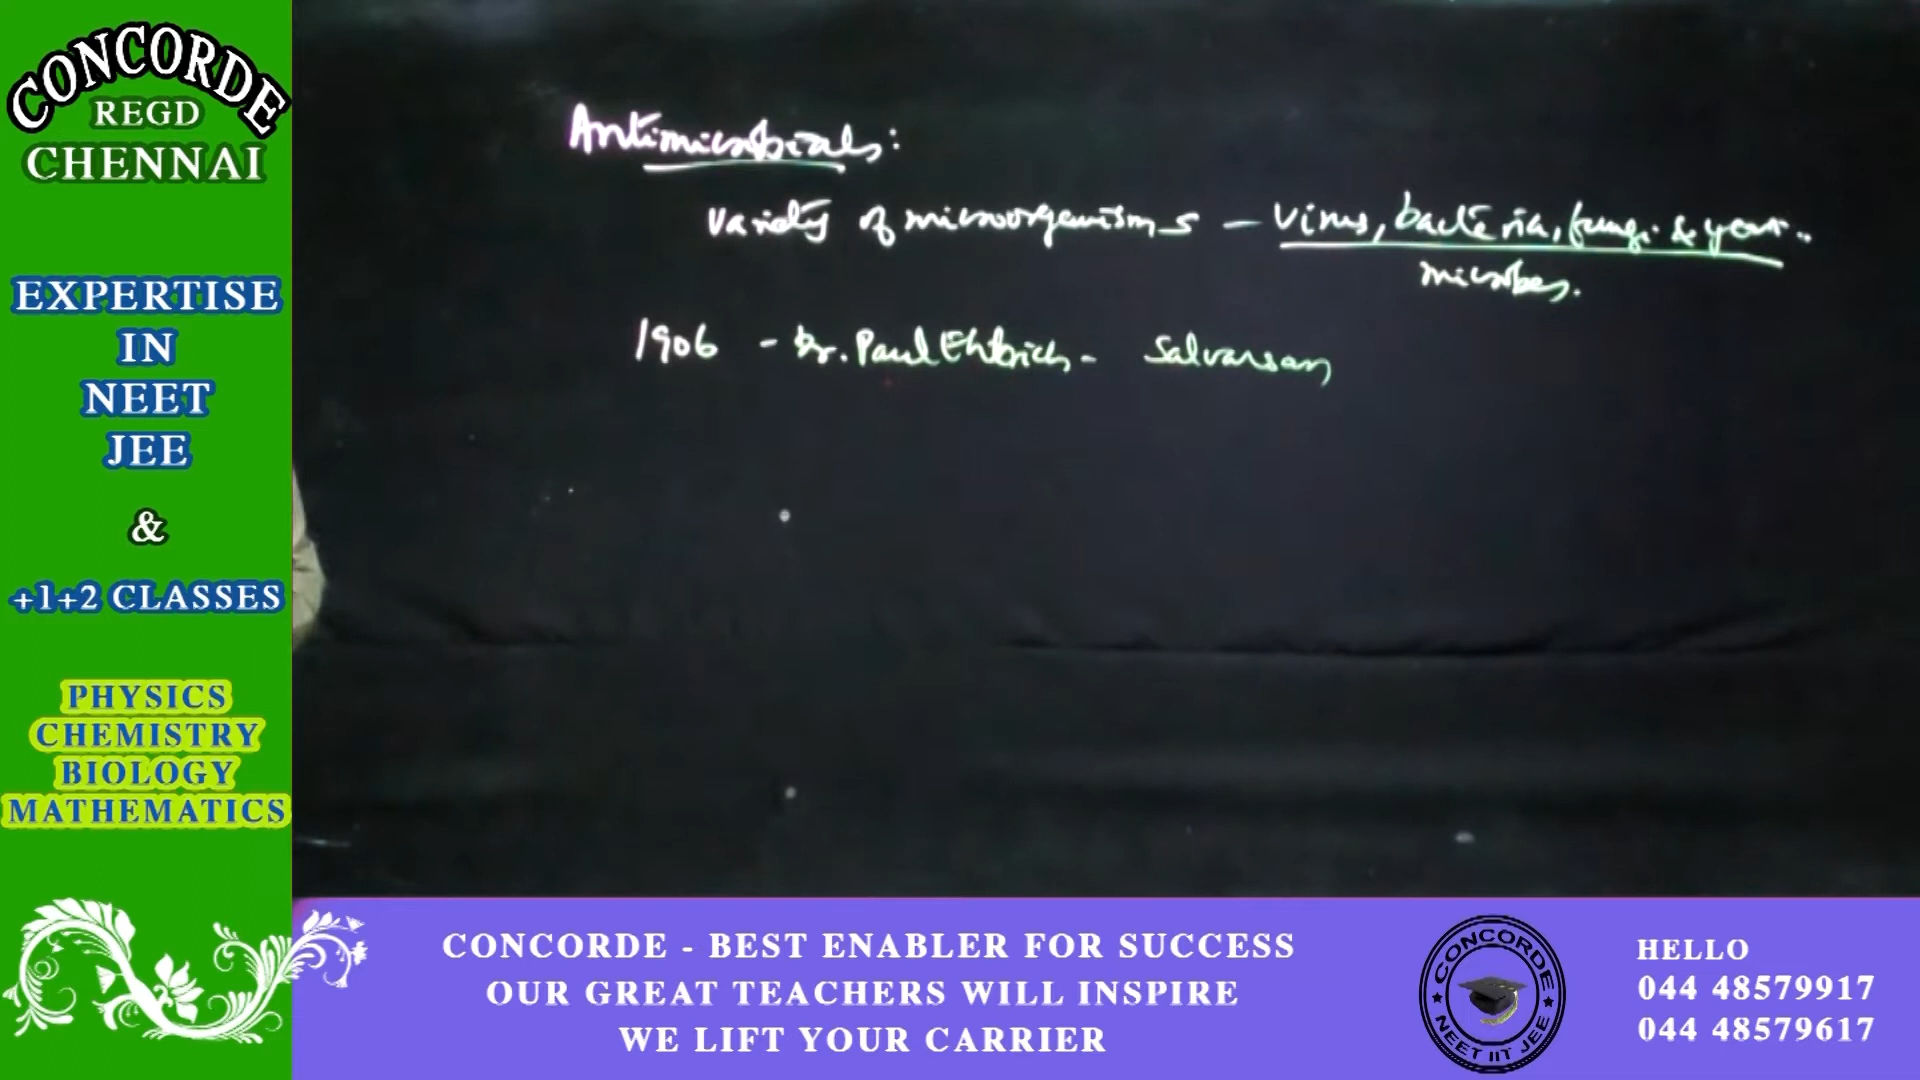 CONCORDE
REGD
CHENNAI
EXPERTISE
IN
NEET
JEE
&
+1+2 CLASSES
PHYSICS
CHEMISTRY
BIOLOGY
MATHEMATICS
Antimicrobials:
variety of microorganisms – virus, bacteria, fungi &
microbes.
1906 - Dr. Paul Ehlrich - Salvarsan
CONCORDE - BEST ENABLER FOR SUCCESS
OUR GREAT TEACHERS WILL INSPIRE
WE LIFT YOUR CARRIER
CONCORDE
NEET IIT JEE
HELLO
044 48579917
044 48579617